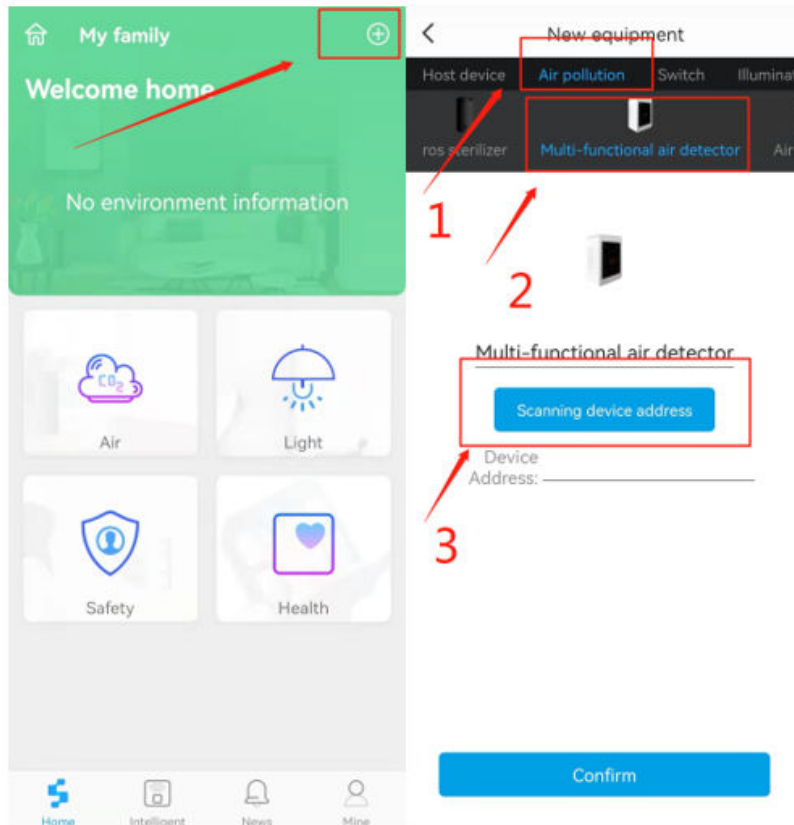 My family
Welcome home
No environment information
CO2
Air
Light
Safety
Health
Home
Intelligent
News
Mine
New equipment
Host device
Air pollution
Switch
Illuminat
ros sterilizer
Multi-functional air detector
Air
1
2
Multi-functional air detector
Scanning device address
Device
Address:
3
Confirm